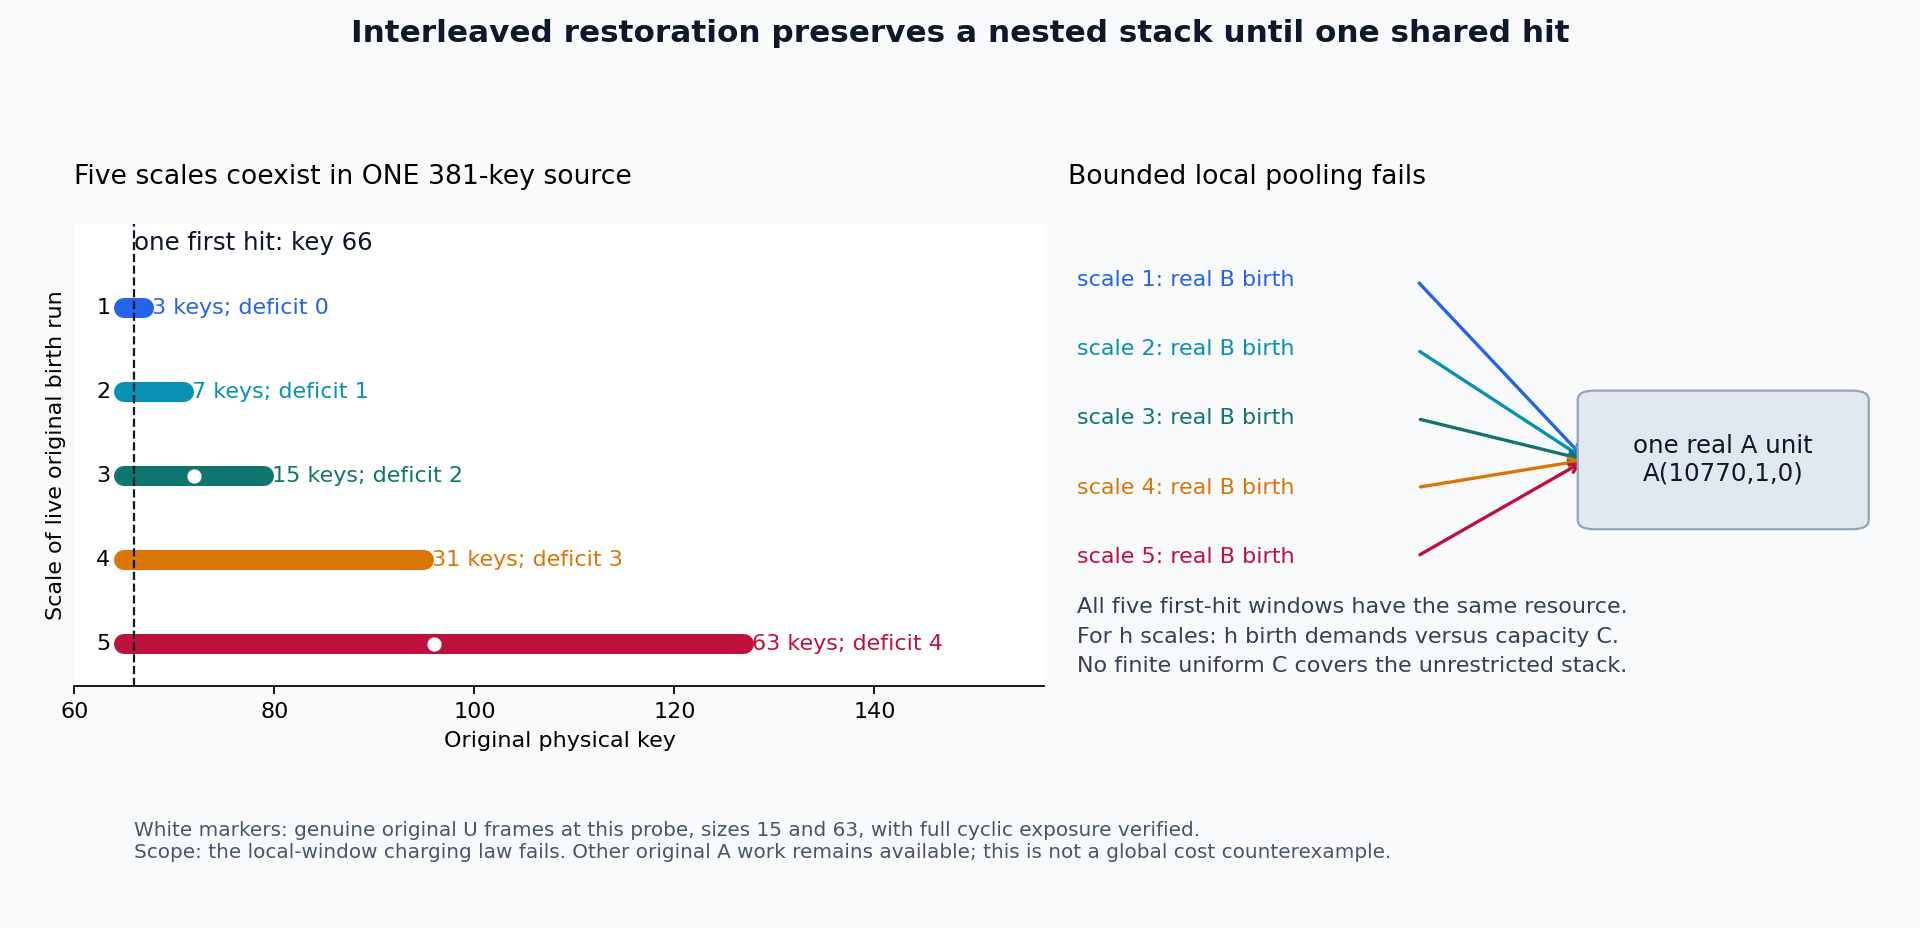 Interleaved restoration preserves a nested stack until one shared hit
Five scales coexist in ONE 381-key source
one first hit: key 66
Scale of live original birth run
1
3 keys; deficit 0
2
7 keys; deficit 1
3
15 keys; deficit 2
4
31 keys; deficit 3
5
63 keys; deficit 4
60
80
100
120
140
Original physical key
Bounded local pooling fails
scale 1: real B birth
scale 2: real B birth
scale 3: real B birth
scale 4: real B birth
scale 5: real B birth
one real A unit
A(10770,1,0)
All five first-hit windows have the same resource.
For h scales: h birth demands versus capacity C.
No finite uniform C covers the unrestricted stack.
White markers: genuine original U frames at this probe, sizes 15 and 63, with full cyclic exposure verified.
Scope: the local-window charging law fails. Other original A work remains available; this is not a global cost counterexample.